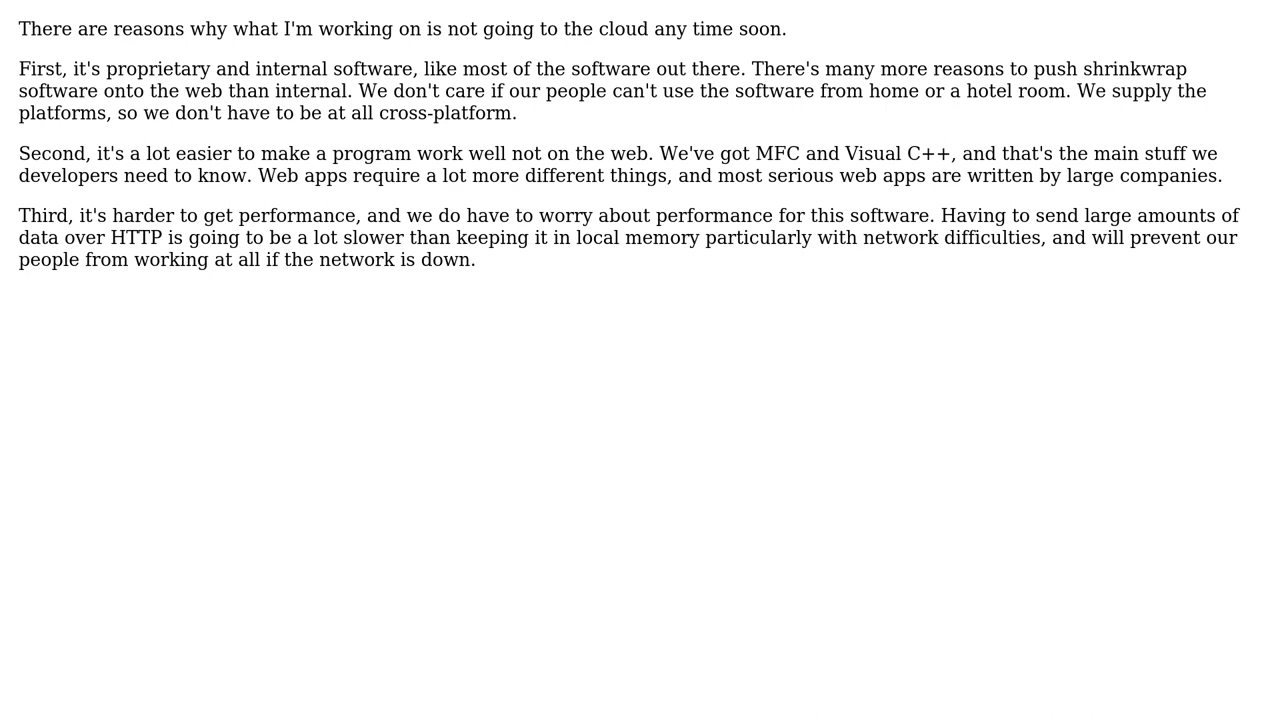 There are reasons why what I'm working on is not going to the cloud any time soon.
First, it's proprietary and internal software, like most of the software out there. There's many more reasons to push shrinkwrap
software onto the web than internal. We don't care if our people can't use the software from home or a hotel room. We supply the
platforms, so we don't have to be at all cross-platform.
Second, it's a lot easier to make a program work well not on the web. We've got MFC and Visual C++, and that's the main stuff we
developers need to know. Web apps require a lot more different things, and most serious web apps are written by large companies.
Third, it's harder to get performance, and we do have to worry about performance for this software. Having to send large amounts of
data over HTTP is going to be a lot slower than keeping it in local memory particularly with network difficulties, and will prevent our
people from working at all if the network is down.